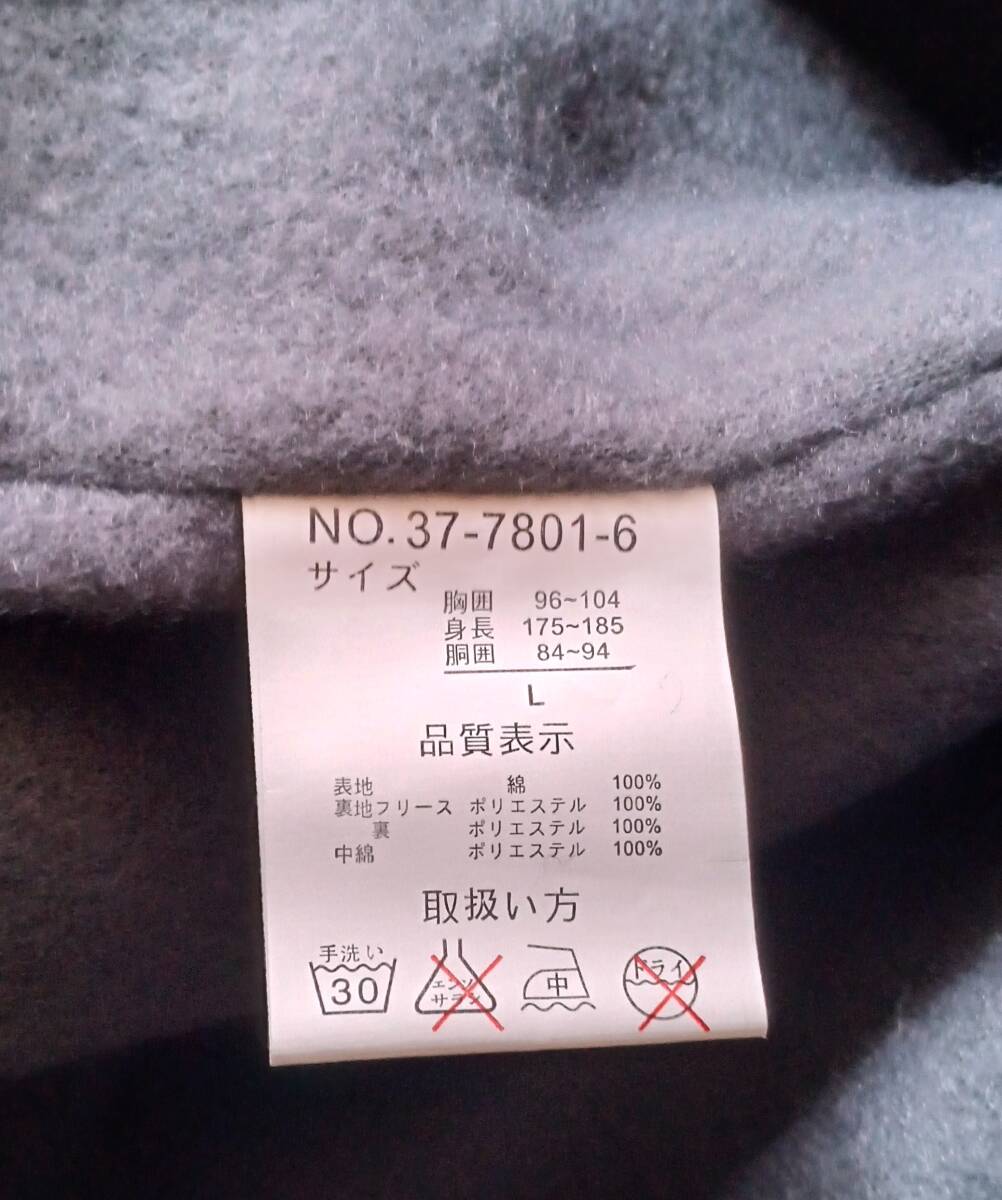 NO.37-7801-6
サイズ
胸囲 96~104
身長 175~185
胴囲 84~94
L
品質表示
表地 綿 100%
裏地フリース ポリエステル 100%
裏 ポリエステル 100%
中綿 ポリエステル 100%
取扱い方
手洗い
30
エンソ
サラシ
中
ドライ